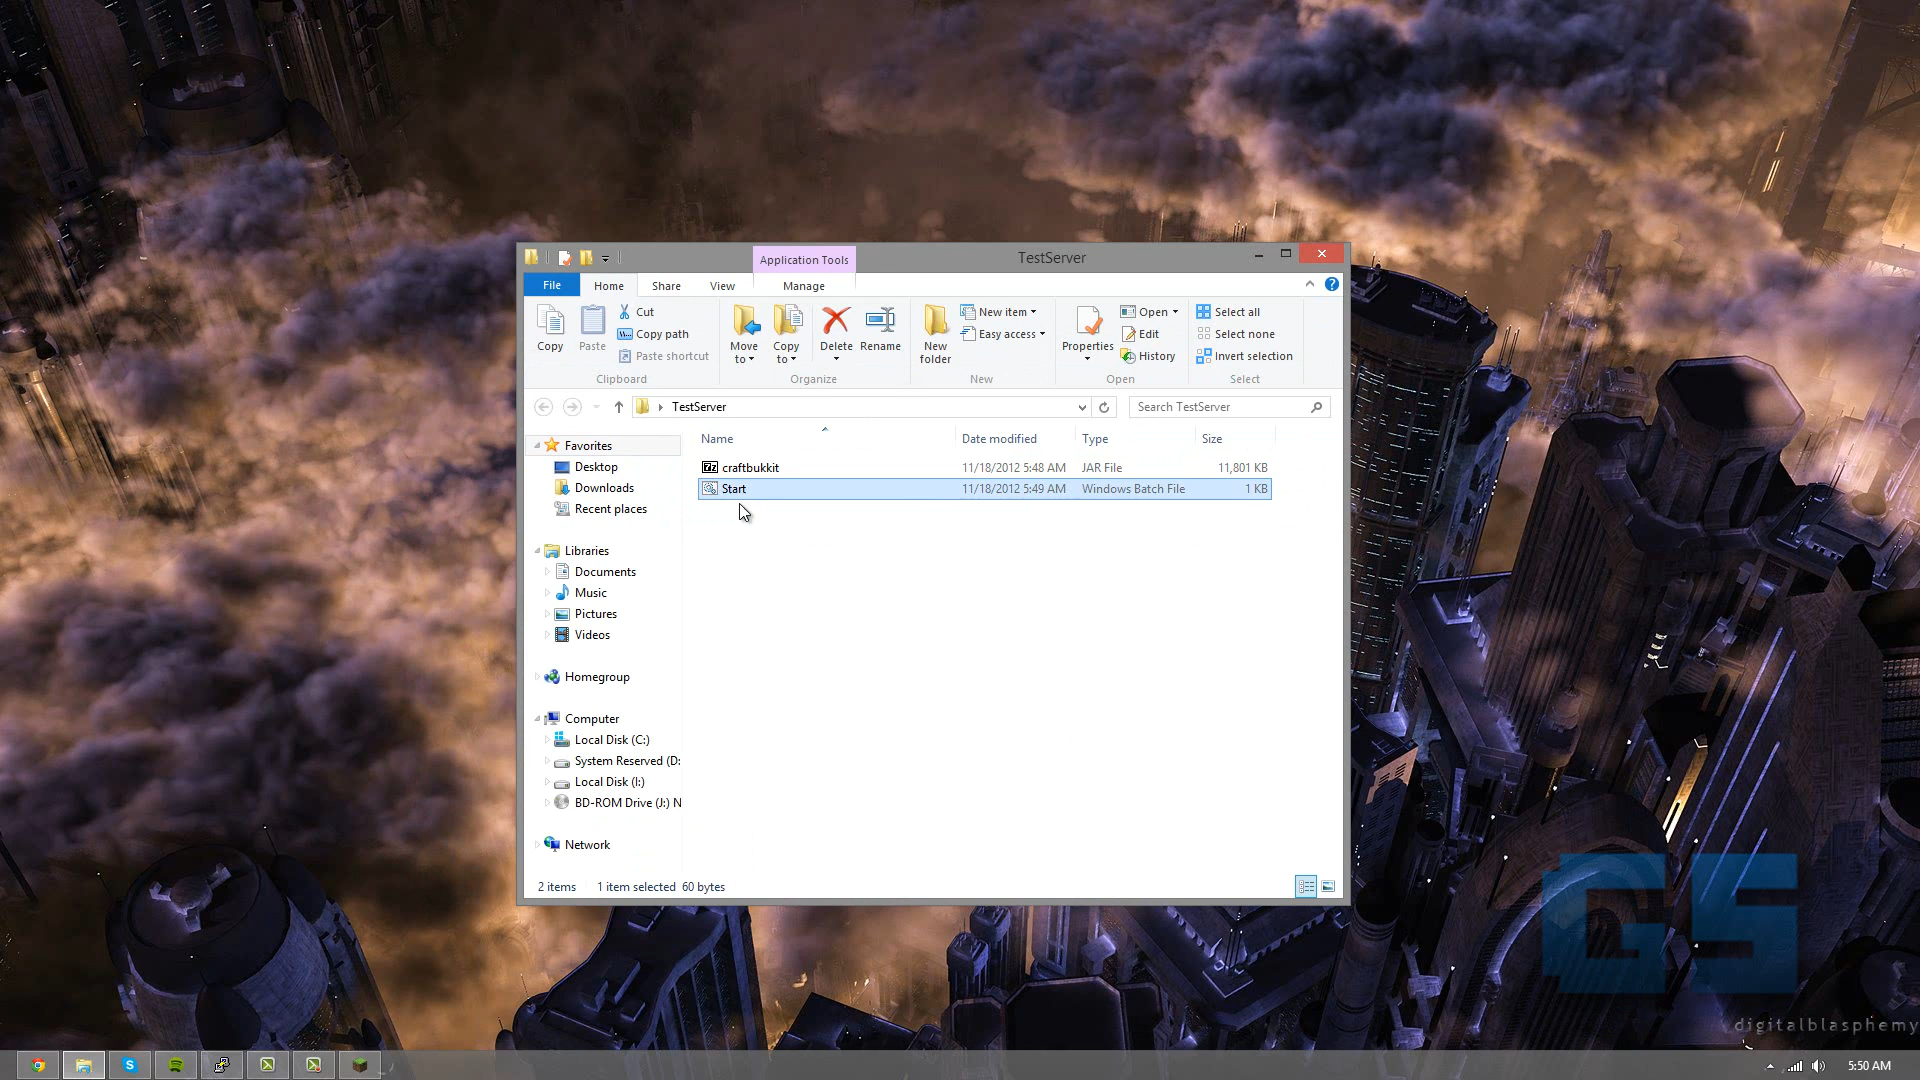 Application Tools
TestServer
File
Home
Share
View
Manage
Copy
Paste
Cut
Copy path
Paste shortcut
Clipboard
Move to
Copy to
Delete
Rename
Organize
New folder
New item
Easy access
New
Properties
Open
Edit
History
Open
Select all
Select none
Invert selection
Select
TestServer
Search TestServer
Name
Date modified
Type
Size
craftbukkit
11/18/2012 5:48 AM
JAR File
11,801 KB
Start
11/18/2012 5:49 AM
Windows Batch File
1 KB
Favorites
Desktop
Downloads
Recent places
Libraries
Documents
Music
Pictures
Videos
Homegroup
Computer
Local Disk (C:)
System Reserved (D:
Local Disk (I:)
BD-ROM Drive (J:) N
Network
2 items
1 item selected 60 bytes
GS
digitalblasphemy
5:50 AM